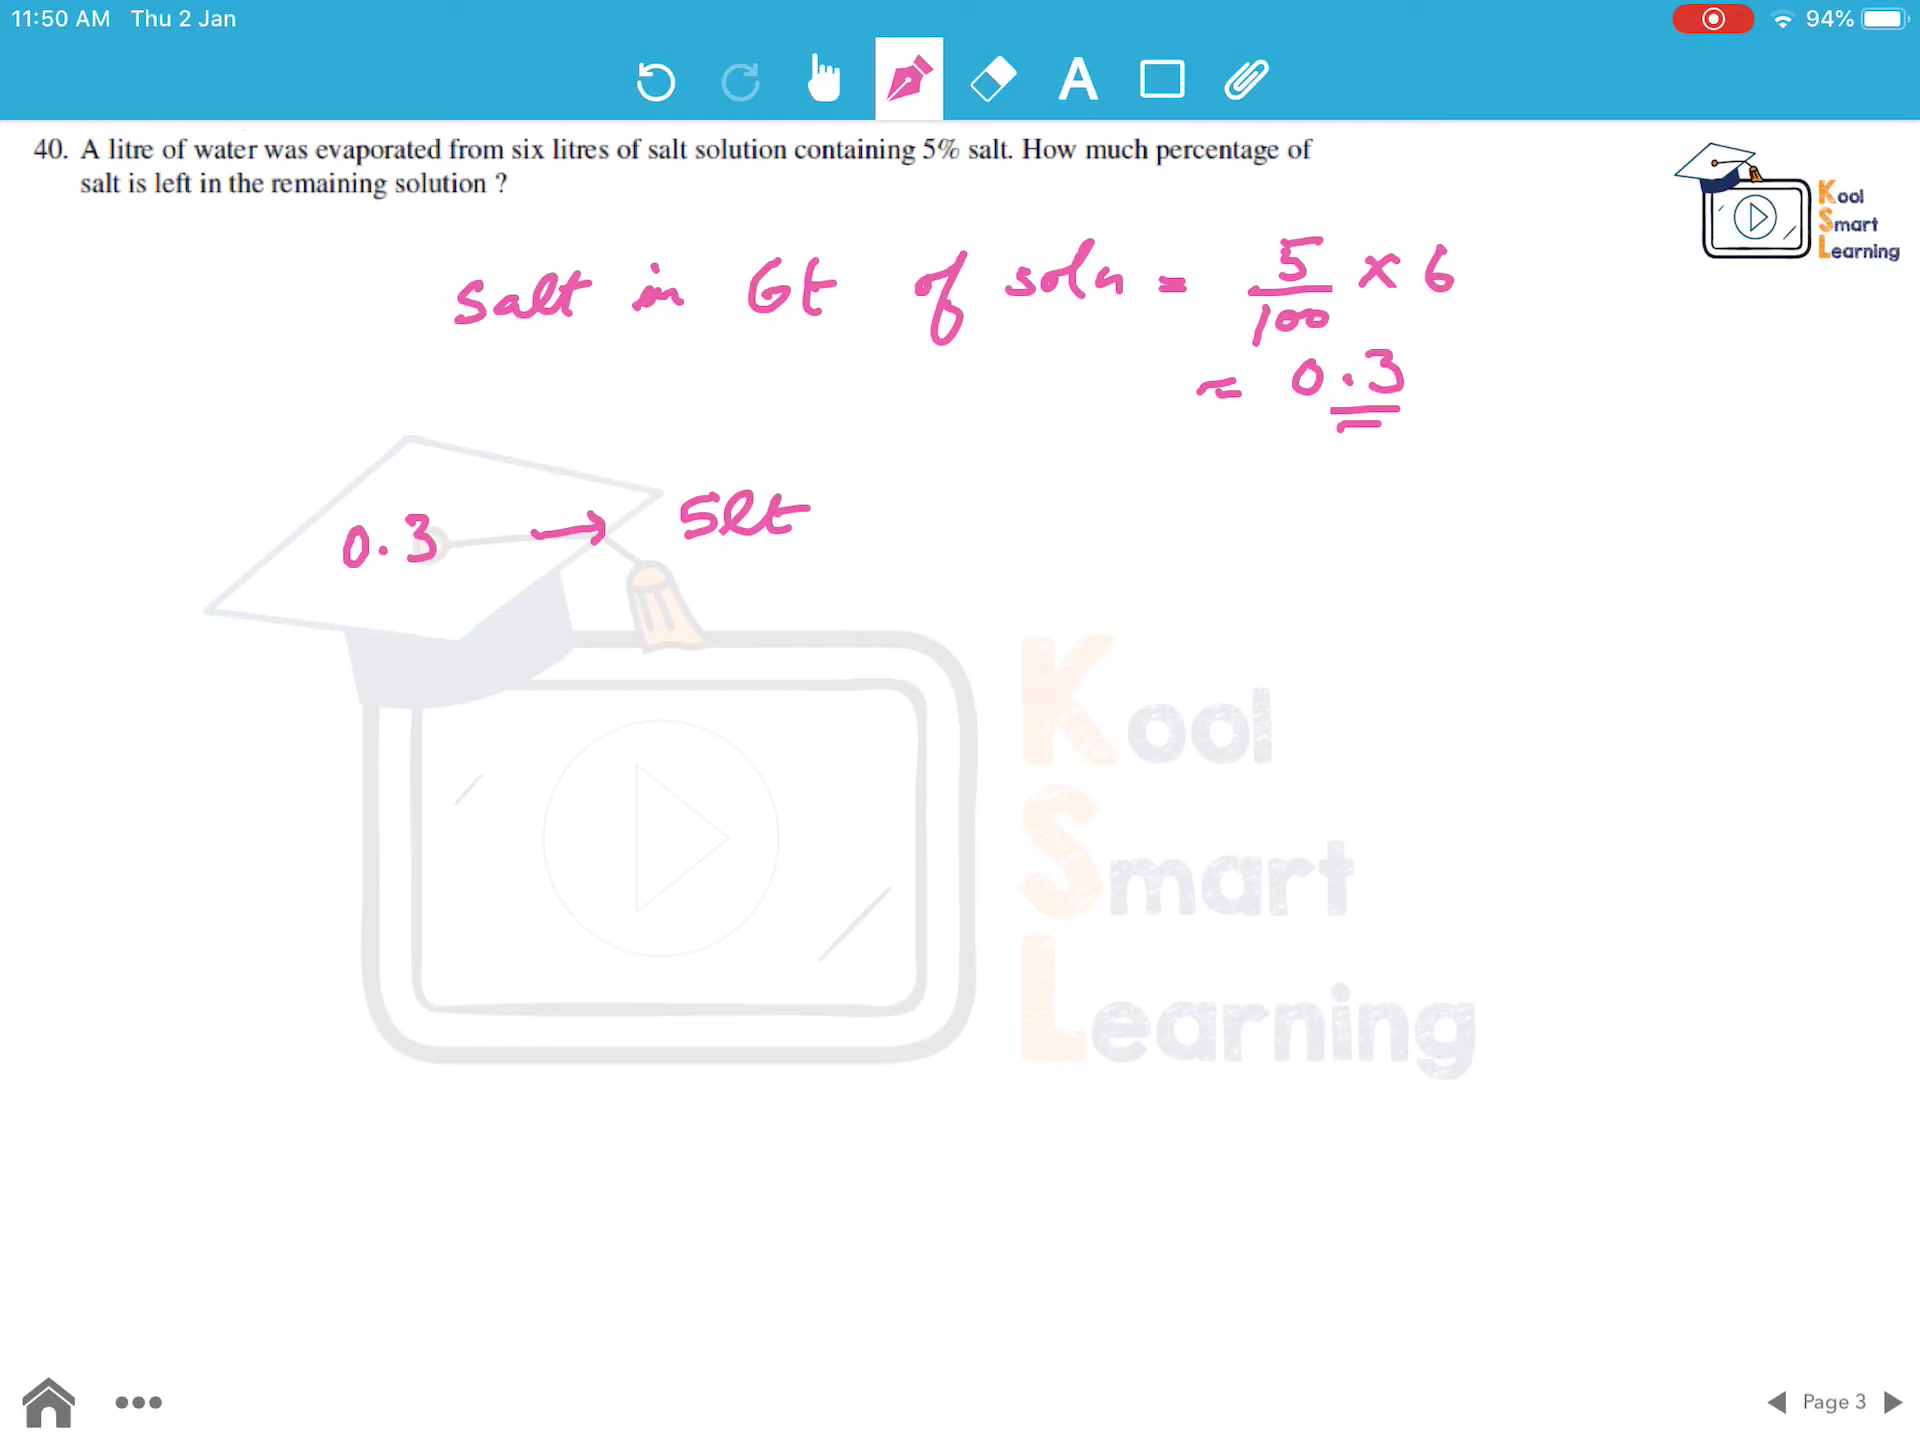 11:50 AM Thu 2 Jan 94%
A
40. A litre of water was evaporated from six litres of salt solution containing 5% salt. How much percentage of
salt is left in the remaining solution ?
Kool
Smart
Learning
Salt in 6lt of soln = 5/100 × 6
= 0.3
0.3 → 5lt
Kool
Smart
Learning
Page 3